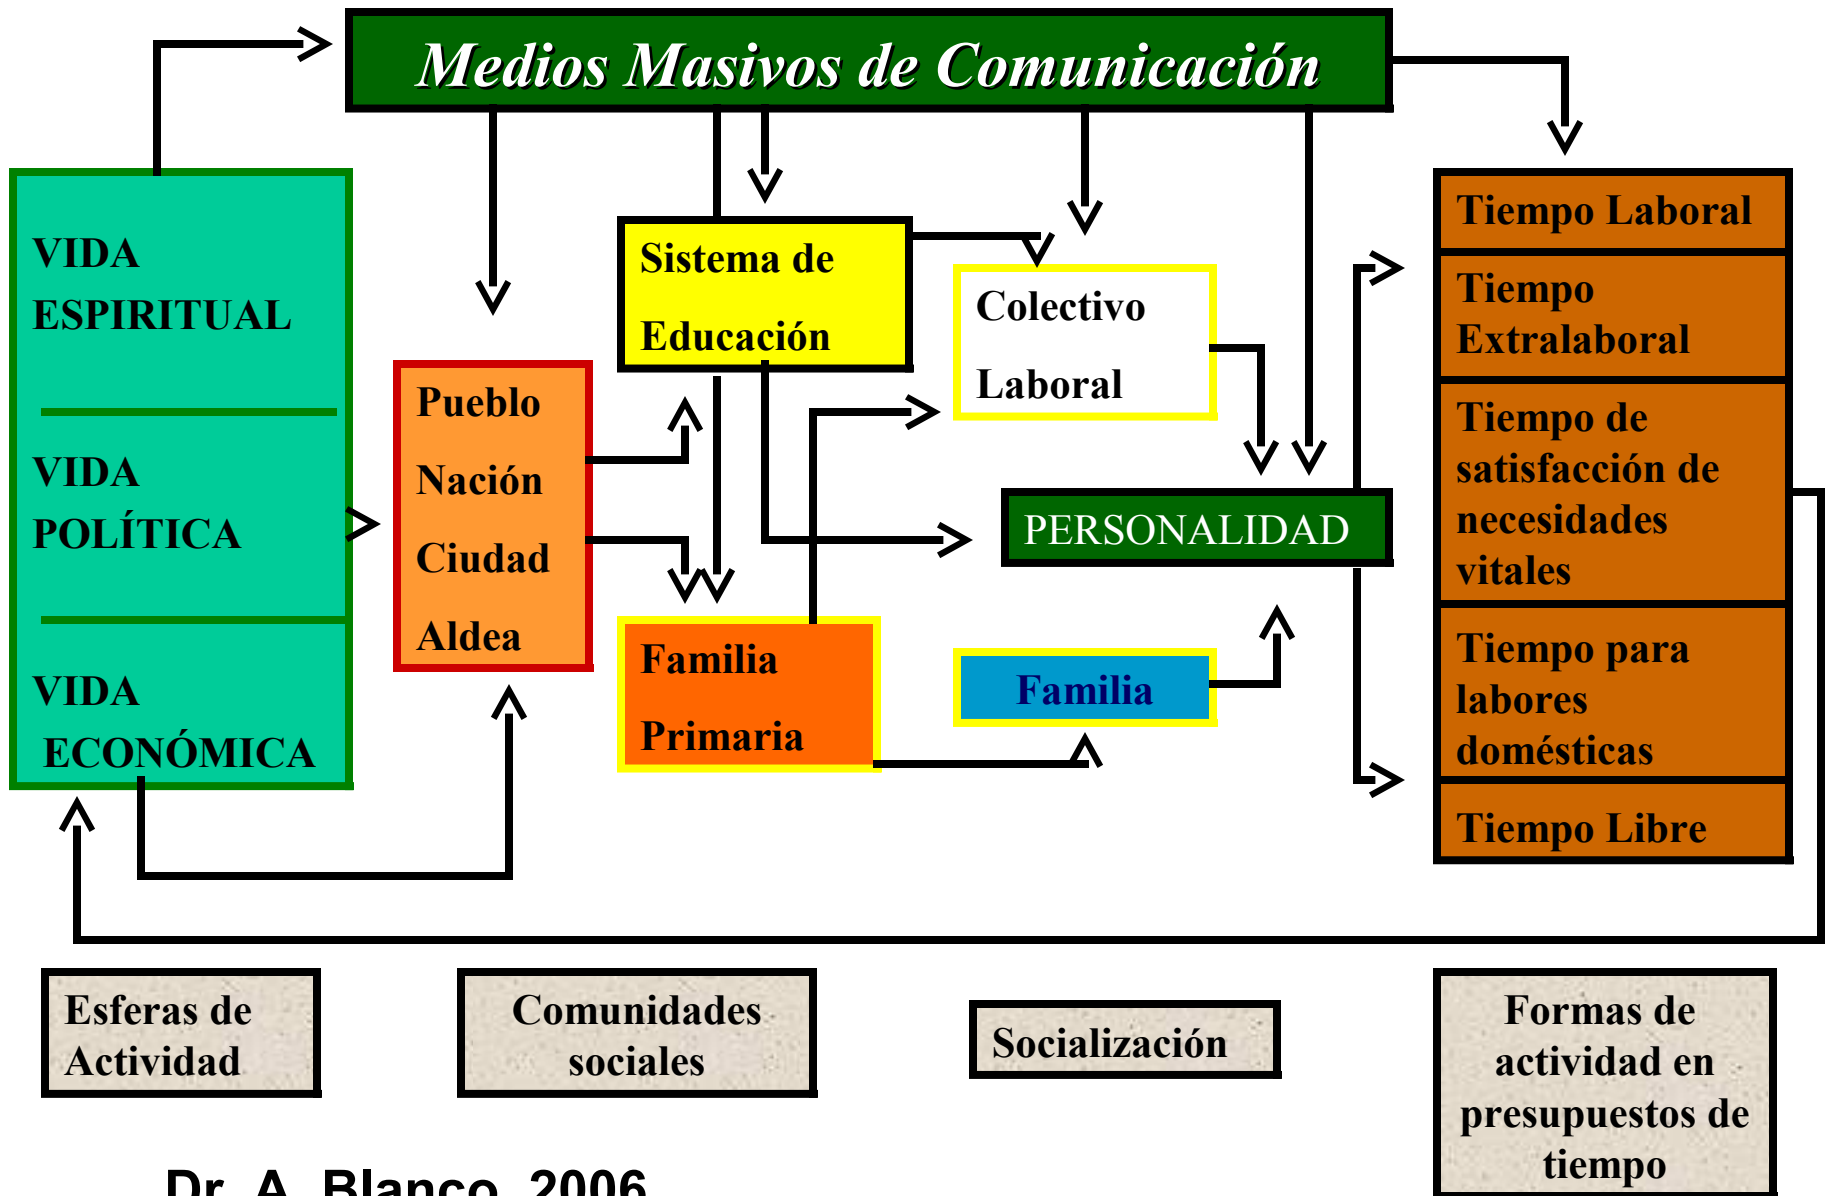 Medios Masivos de Comunicación
VIDA
ESPIRITUAL
VIDA
POLÍTICA
VIDA
ECONÓMICA
Pueblo
Nación
Ciudad
Aldea
Sistema de
Educación
Familia
Primaria
Colectivo
Laboral
PERSONALIDAD
Familia
Tiempo Laboral
Tiempo
Extralaboral
Tiempo de
satisfacción de
necesidades
vitales
Tiempo para
labores
domésticas
Tiempo Libre
Esferas de
Actividad
Comunidades
sociales
Socialización
Formas de
actividad en
presupuestos de
tiempo
Dr. A. Blanco, 2006